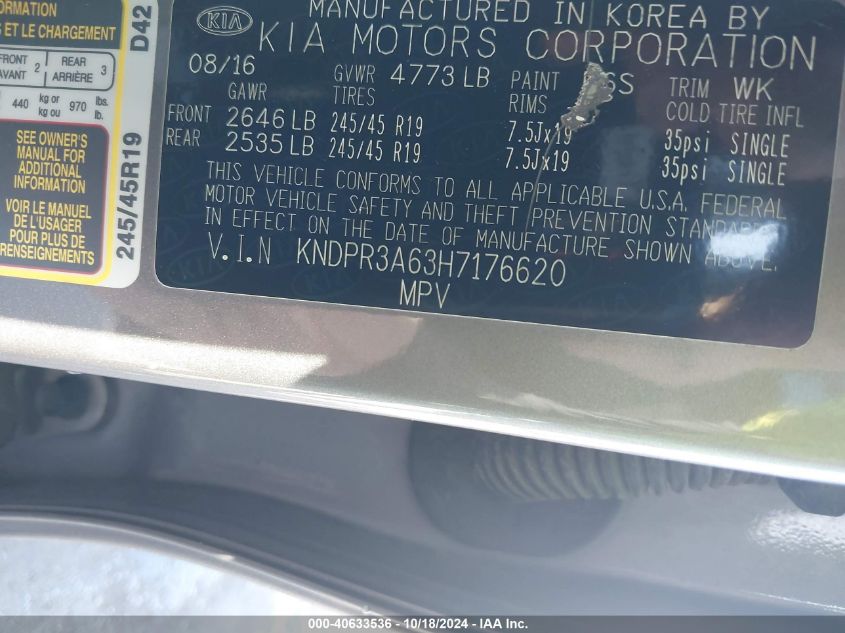 ORMATION
S ET LE CHARGEMENT
FRONT
AVANT 2
REAR
ARRIÈRE 3
440 kg or
kg ou 970 lbs.
lb.
SEE OWNER'S
MANUAL FOR
ADDITIONAL
INFORMATION
VOIR LE MANUEL
DE L'USAGER
POUR PLUS DE
RENSEIGNEMENTS
D42
245/45R19
KIA
MANUFACTURED IN KOREA BY
KIA MOTORS CORPORATION
08/16 GVWR 4773 LB PAINT SS TRIM WK
GAWR TIRES RIMS COLD TIRE INFL
FRONT 2646 LB 245/45 R19 7.5Jx19 35psi SINGLE
REAR 2535 LB 245/45 R19 7.5Jx19 35psi SINGLE
THIS VEHICLE CONFORMS TO ALL APPLICABLE U.S.A. FEDERAL
MOTOR VEHICLE SAFETY AND THEFT PREVENTION STANDARDS
IN EFFECT ON THE DATE OF MANUFACTURE SHOWN ABOVE.
V.I.N KNDPR3A63H7176620
MPV
000-40633536 - 10/18/2024 - IAA, Inc.